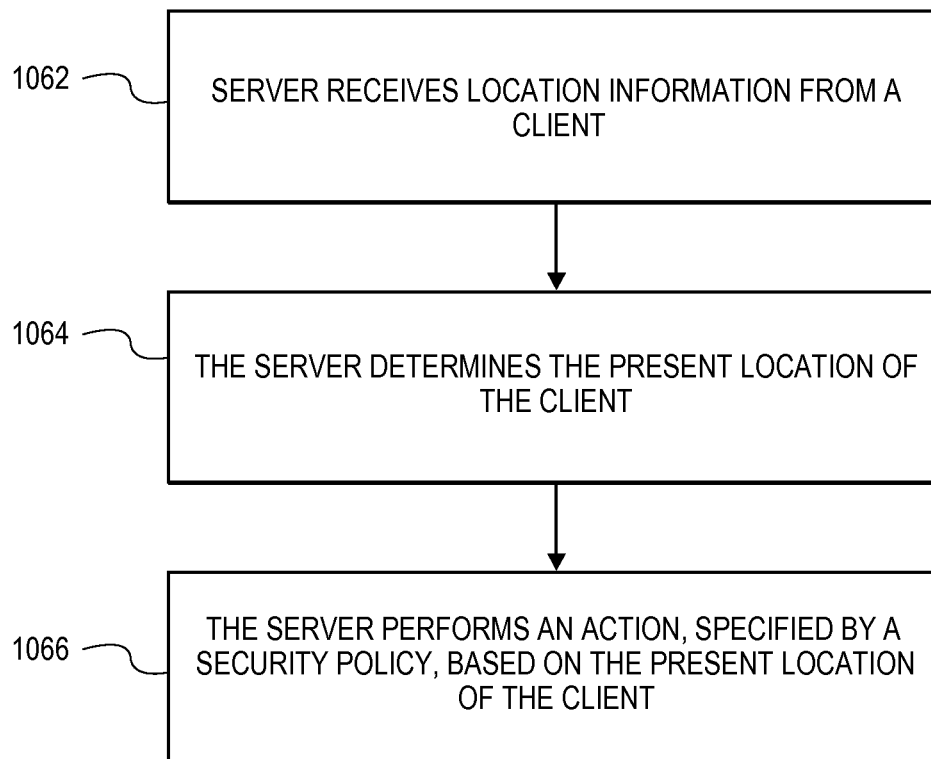 1062
SERVER RECEIVES LOCATION INFORMATION FROM A
CLIENT
1064
THE SERVER DETERMINES THE PRESENT LOCATION OF
THE CLIENT
1066
THE SERVER PERFORMS AN ACTION, SPECIFIED BY A
SECURITY POLICY, BASED ON THE PRESENT LOCATION
OF THE CLIENT